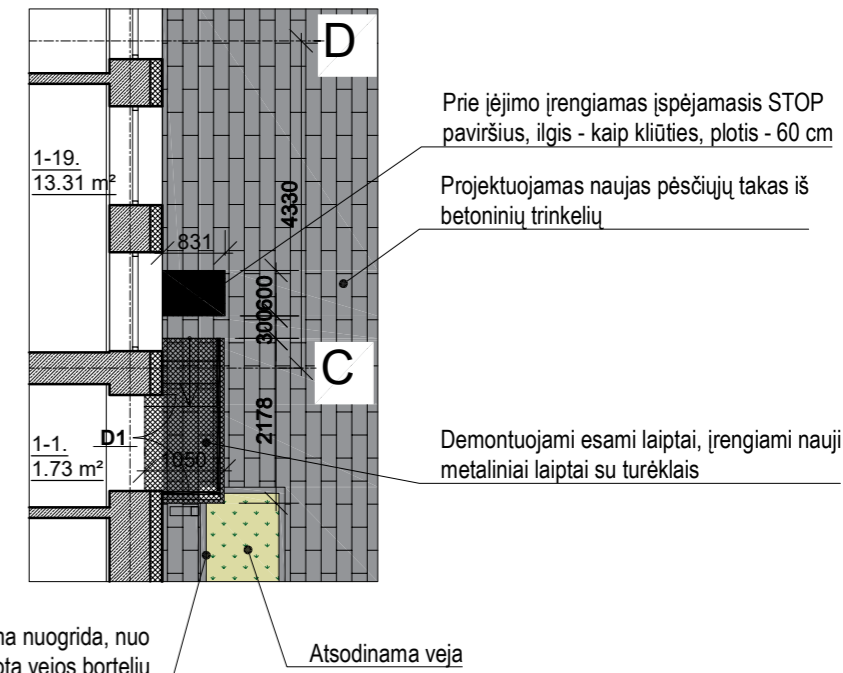 D
Prie įėjimo įrengiamas įspėjamasis STOP
paviršius, ilgis - kaip kliūties, plotis - 60 cm
1-19.
13.31 m²
Projektuojamas naujas pėsčiųjų takas iš
betoninių trinkelių
4330
831
600
300
C
2178
Demontuojami esami laiptai, įrengiami nauji
metaliniai laiptai su turėklais
1-1.
1.73 m²
D1
1050
nuogrida, nuo
vejos borteliu
Atsodinama veja